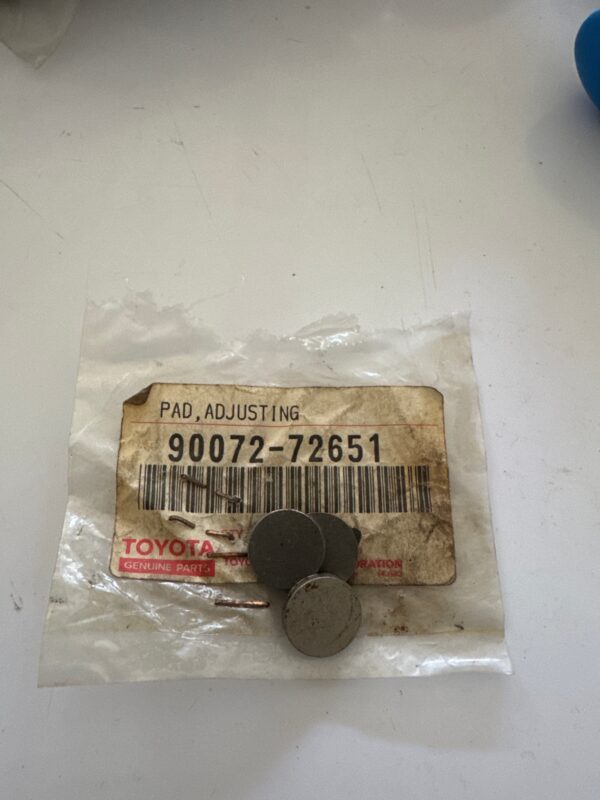 PAD,ADJUSTING
90072-72651
TOYOTA
GENUINE PARTS